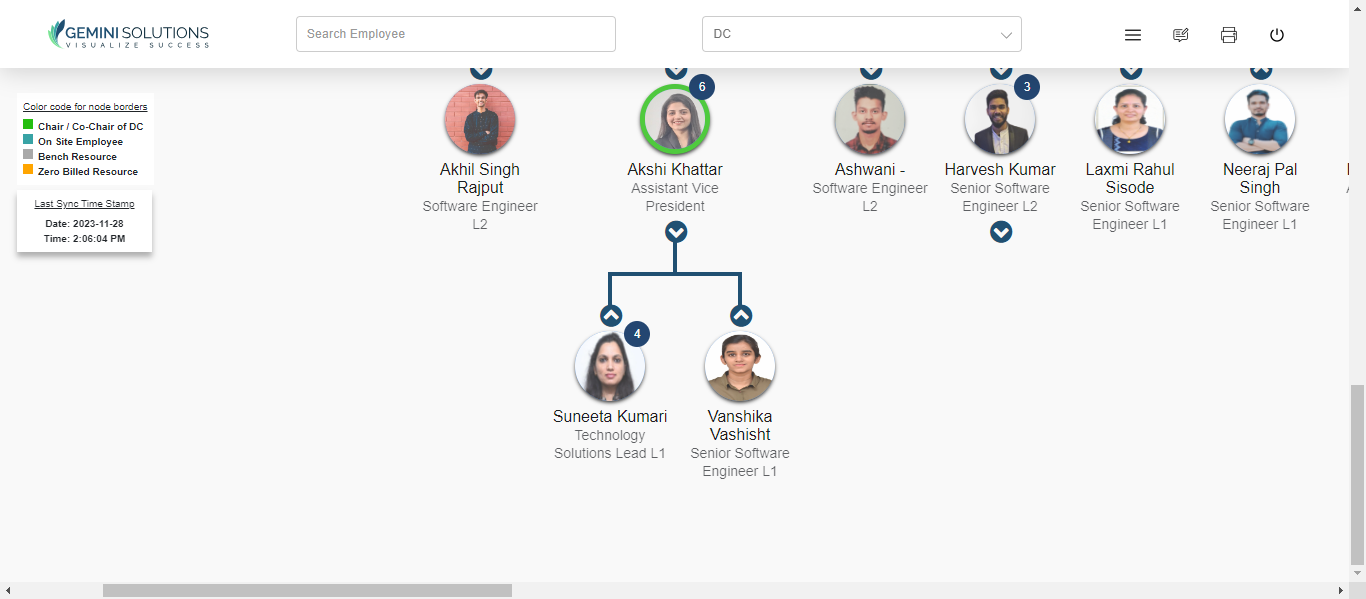 GEMINI SOLUTIONS
VISUALIZE SUCCESS
Search Employee
DC
Color code for node borders
Chair / Co-Chair of DC
On Site Employee
Bench Resource
Zero Billed Resource
Last Sync Time Stamp
Date: 2023-11-28
Time: 2:06:04 PM
Akhil Singh
Rajput
Software Engineer
L2
6
Akshi Khattar
Assistant Vice
President
Ashwani -
Software Engineer
L2
3
Harvesh Kumar
Senior Software
Engineer L2
Laxmi Rahul
Sisode
Senior Software
Engineer L1
Neeraj Pal
Singh
Senior Software
Engineer L1
4
Suneeta Kumari
Technology
Solutions Lead L1
Vanshika
Vashisht
Senior Software
Engineer L1